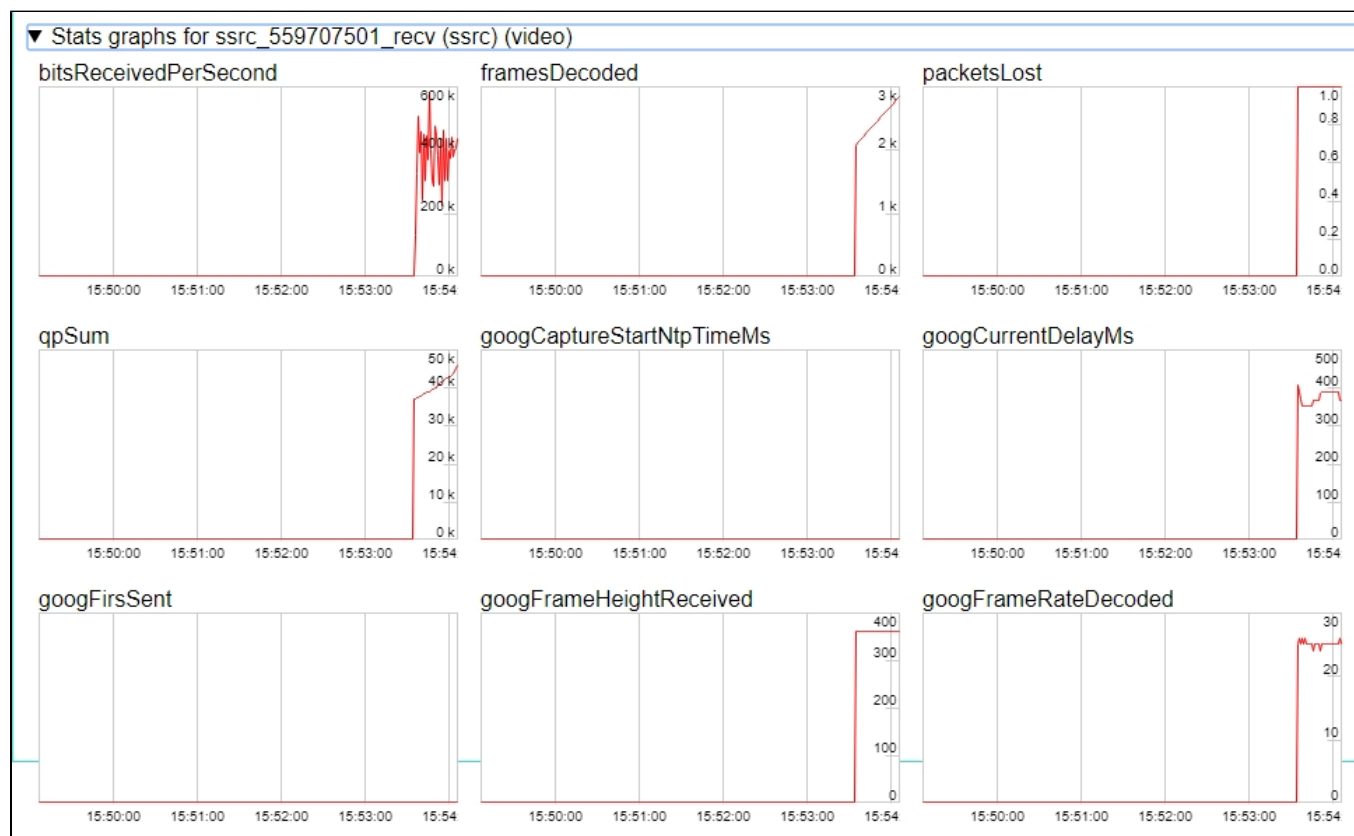 ▼ Stats graphs for ssrc_559707501_recv (ssrc) (video)
bitsReceivedPerSecond
600 k
400 k
200 k
0 k
15:50:00 15:51:00 15:52:00 15:53:00 15:54
framesDecoded
3 k
2 k
1 k
0 k
15:50:00 15:51:00 15:52:00 15:53:00 15:54
packetsLost
1.0
0.8
0.6
0.4
0.2
0.0
15:50:00 15:51:00 15:52:00 15:53:00 15:54
qpSum
50 k
40 k
30 k
20 k
10 k
0 k
15:50:00 15:51:00 15:52:00 15:53:00 15:54
googCaptureStartNtpTimeMs
15:50:00 15:51:00 15:52:00 15:53:00 15:54
googCurrentDelayMs
500
400
300
200
100
0
15:50:00 15:51:00 15:52:00 15:53:00 15:54
googFirsSent
15:50:00 15:51:00 15:52:00 15:53:00 15:54
googFrameHeightReceived
400
300
200
100
0
15:50:00 15:51:00 15:52:00 15:53:00 15:54
googFrameRateDecoded
30
20
10
0
15:50:00 15:51:00 15:52:00 15:53:00 15:54